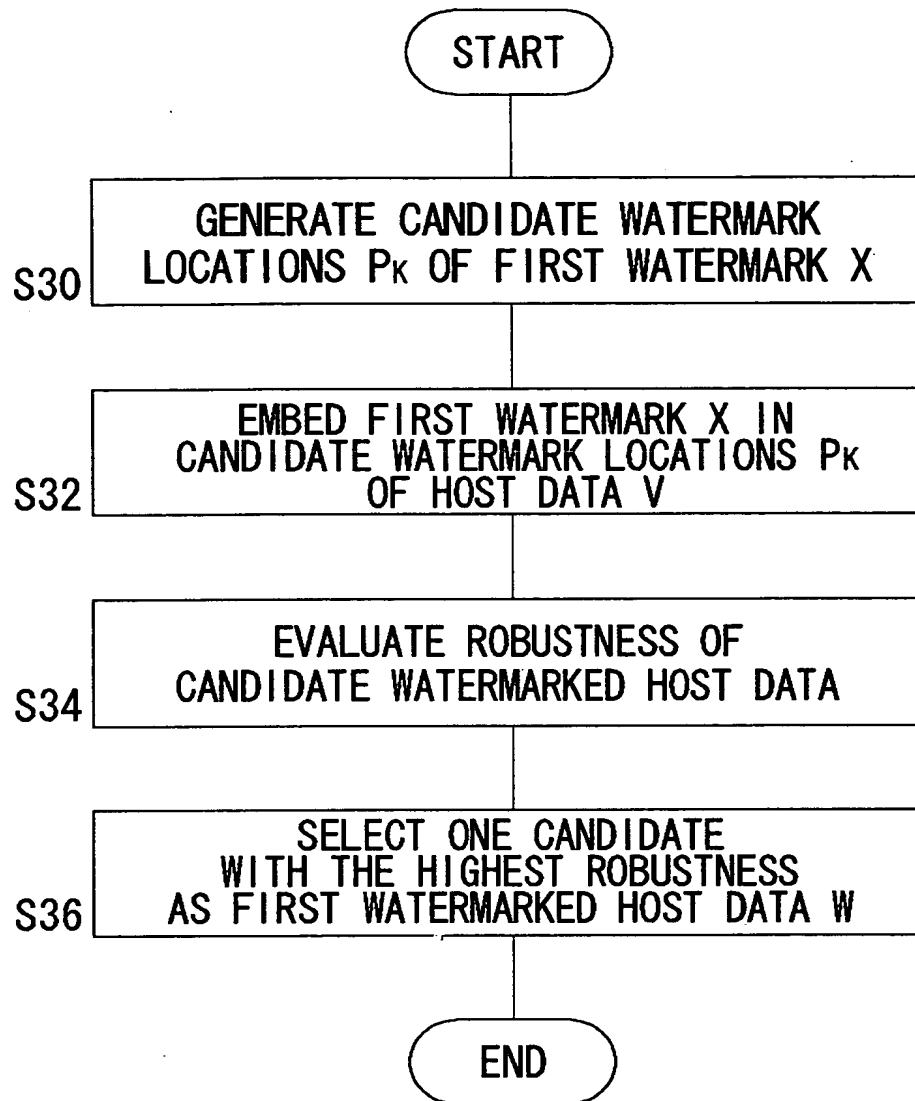 START
GENERATE CANDIDATE WATERMARK
LOCATIONS PK OF FIRST WATERMARK X
S30
EMBED FIRST WATERMARK X IN
CANDIDATE WATERMARK LOCATIONS PK
OF HOST DATA V
S32
EVALUATE ROBUSTNESS OF
CANDIDATE WATERMARKED HOST DATA
S34
SELECT ONE CANDIDATE
WITH THE HIGHEST ROBUSTNESS
AS FIRST WATERMARKED HOST DATA W
S36
END